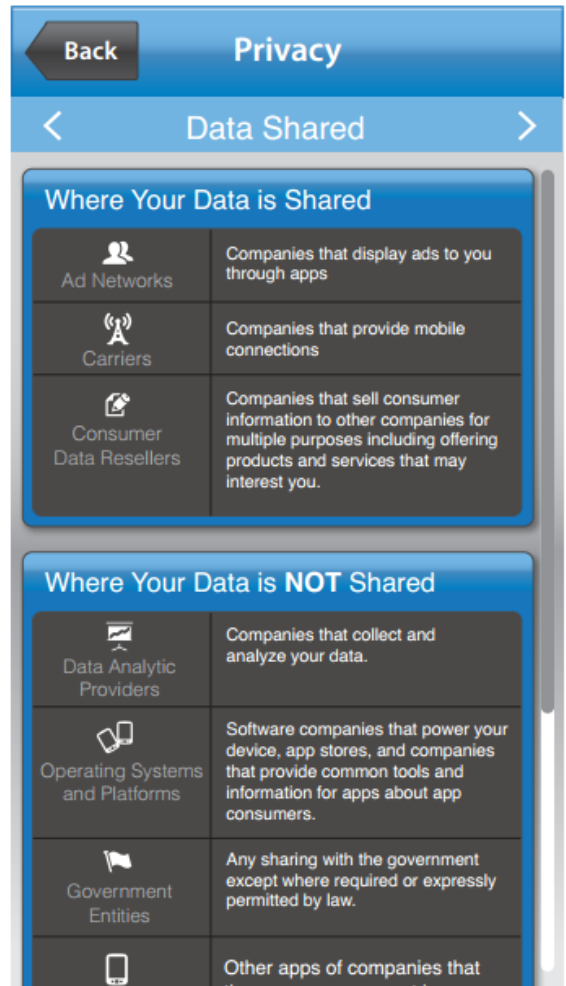 Back
Privacy
Data Shared
Where Your Data is Shared
Ad Networks
Companies that display ads to you
through apps
Carriers
Companies that provide mobile
connections
Consumer
Data Resellers
Companies that sell consumer
information to other companies for
multiple purposes including offering
products and services that may
interest you.
Where Your Data is NOT Shared
Data Analytic
Providers
Companies that collect and
analyze your data.
Operating Systems
and Platforms
Software companies that power your
device, app stores, and companies
that provide common tools and
information for apps about app
consumers.
Government
Entities
Any sharing with the government
except where required or expressly
permitted by law.
Other apps of companies that